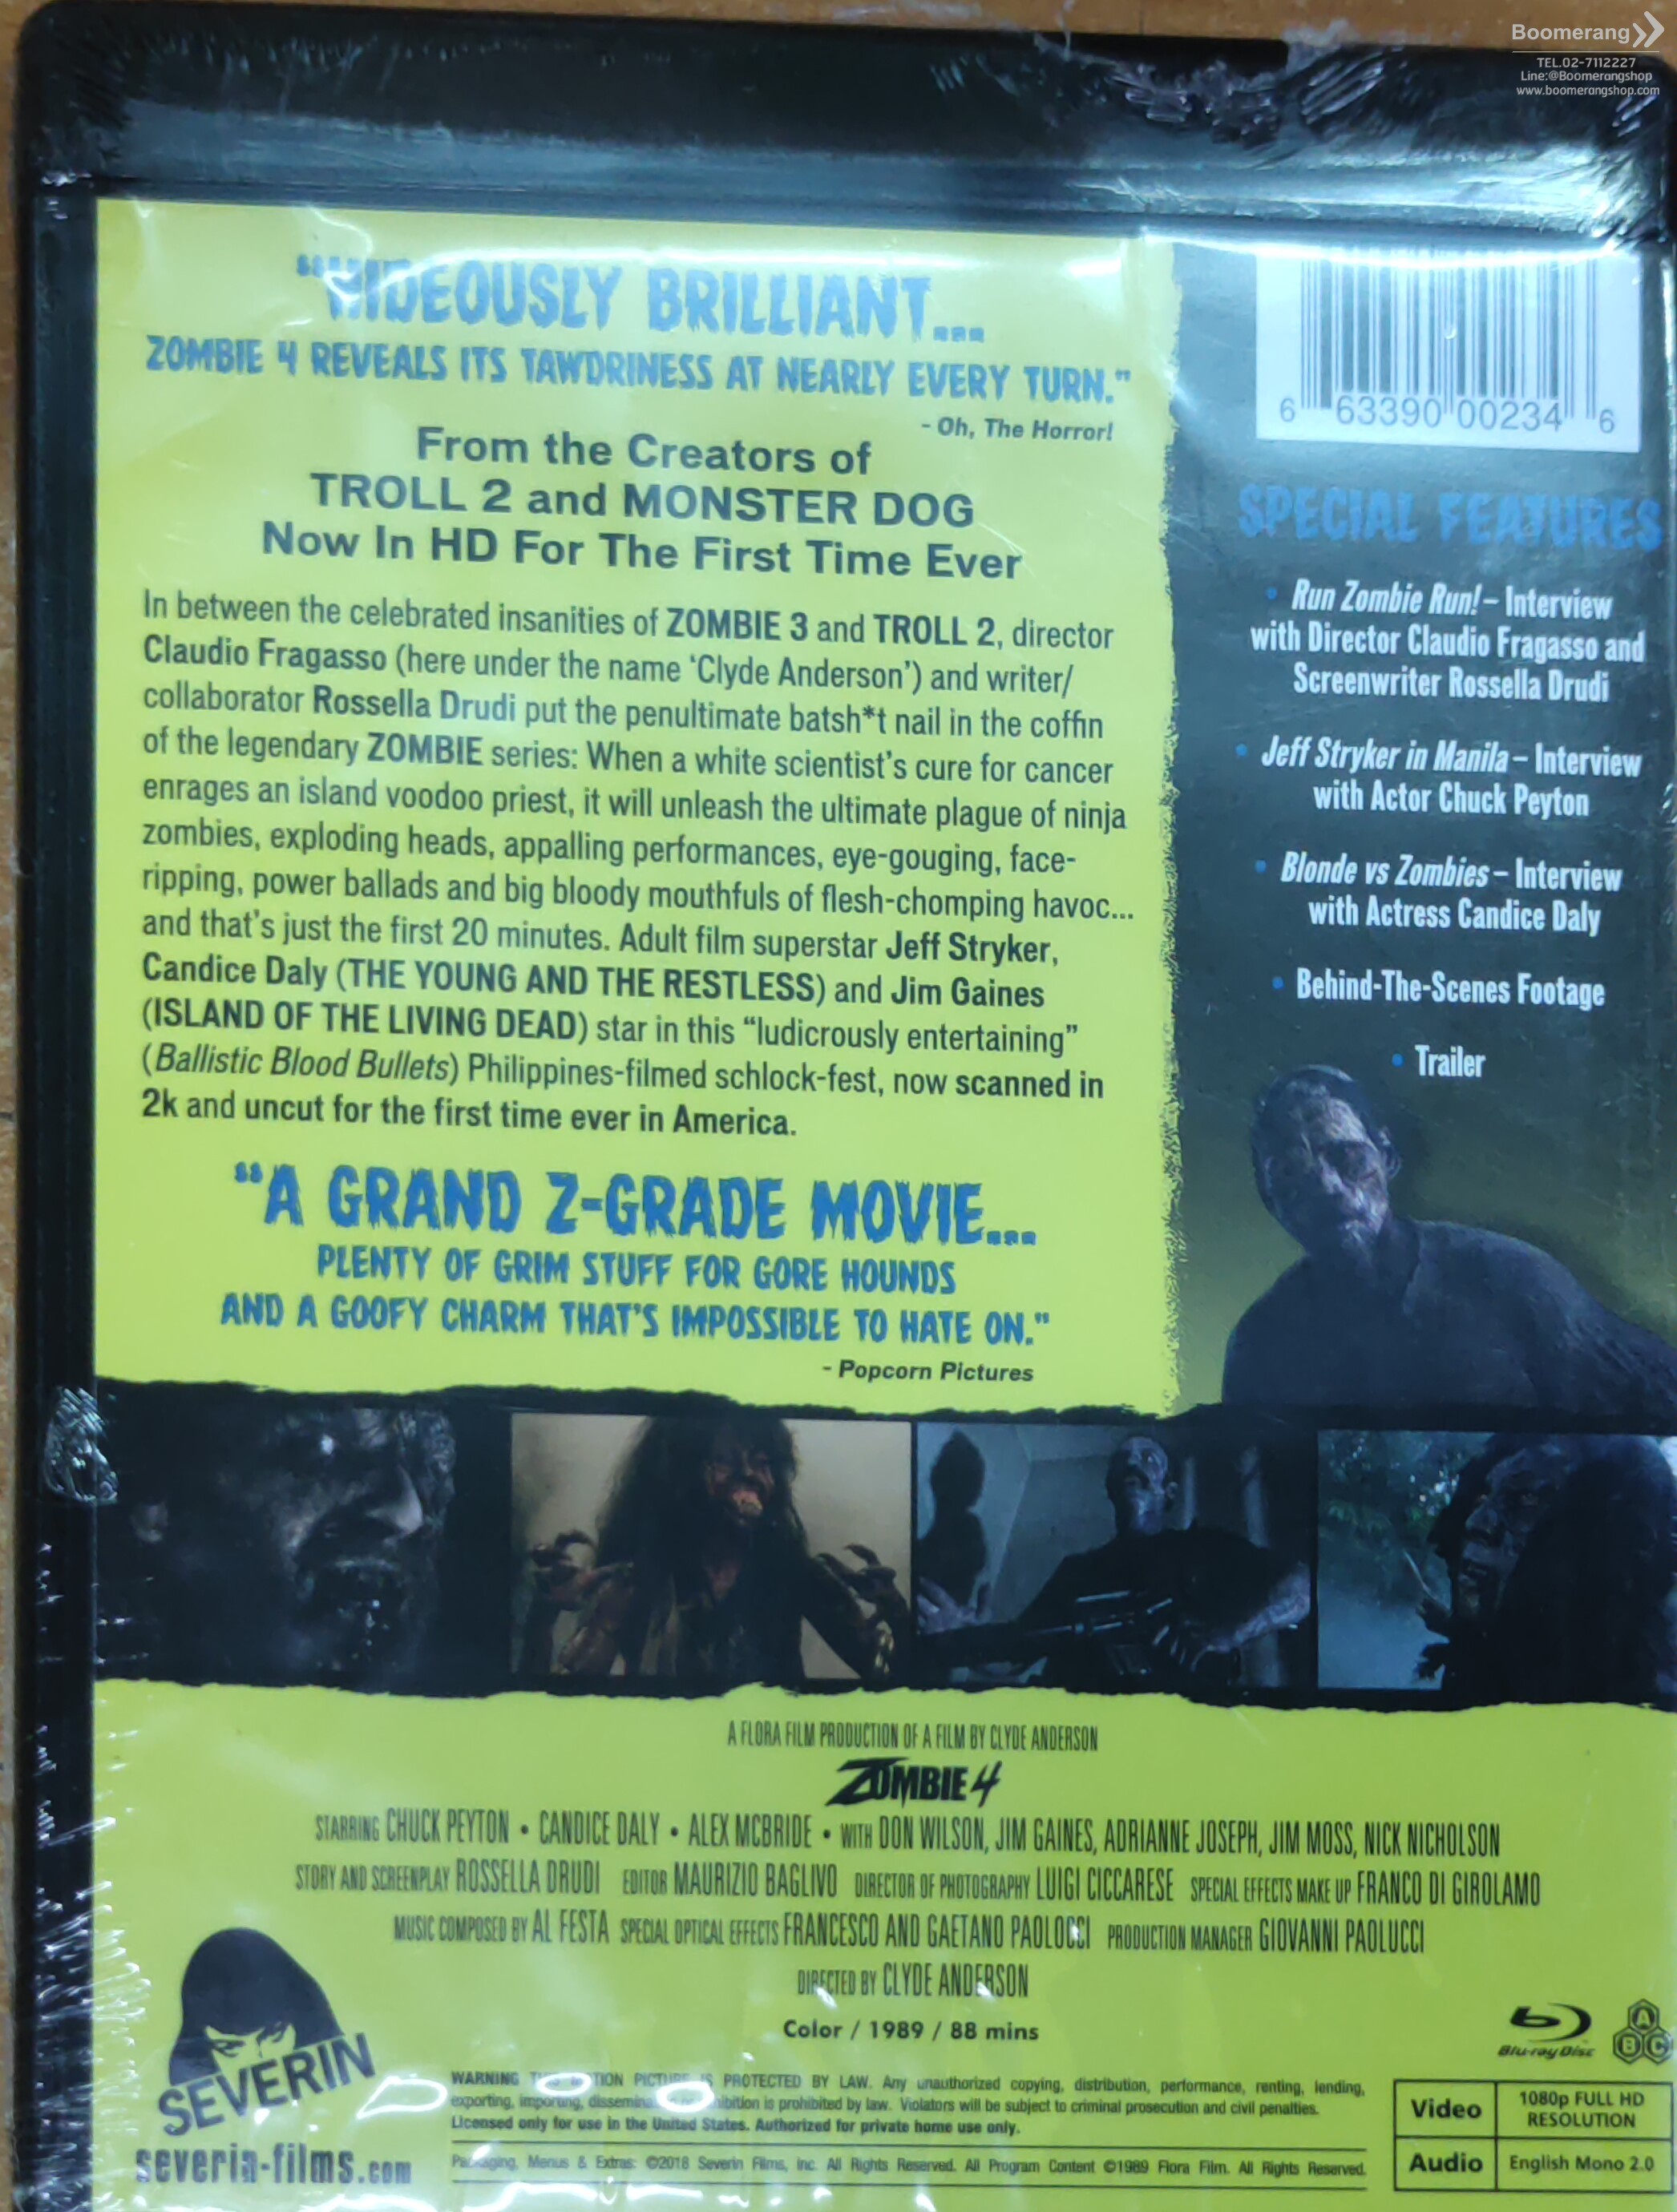 Boomerang
TEL.02-7112227
Line:@Boomerangshop
www.boomerangshop.com
"HIDEOUSLY BRILLIANT...
ZOMBIE 4 REVEALS ITS TAWDRINESS AT NEARLY EVERY TURN."
- Oh, The Horror!
From the Creators of
TROLL 2 and MONSTER DOG
Now In HD For The First Time Ever
In between the celebrated insanities of ZOMBIE 3 and TROLL 2, director
Claudio Fragasso (here under the name 'Clyde Anderson') and writer/
collaborator Rossella Drudi put the penultimate batsh*t nail in the coffin
of the legendary ZOMBIE series: When a white scientist's cure for cancer
enrages an island voodoo priest, it will unleash the ultimate plague of ninja
zombies, exploding heads, appalling performances, eye-gouging, face-
ripping, power ballads and big bloody mouthfuls of flesh-chomping havoc...
and that's just the first 20 minutes. Adult film superstar Jeff Stryker,
Candice Daly (THE YOUNG AND THE RESTLESS) and Jim Gaines
(ISLAND OF THE LIVING DEAD) star in this "ludicrously entertaining"
(Ballistic Blood Bullets) Philippines-filmed schlock-fest, now scanned in
2k and uncut for the first time ever in America.
"A GRAND Z-GRADE MOVIE...
PLENTY OF GRIM STUFF FOR GORE HOUNDS
AND A GOOFY CHARM THAT'S IMPOSSIBLE TO HATE ON."
- Popcorn Pictures
6 63390 00234 6
SPECIAL FEATURES
• Run Zombie Run! – Interview
with Director Claudio Fragasso and
Screenwriter Rossella Drudi
• Jeff Stryker in Manila – Interview
with Actor Chuck Peyton
• Blonde vs Zombies – Interview
with Actress Candice Daly
• Behind-The-Scenes Footage
• Trailer
A FLORA FILM PRODUCTION OF A FILM BY CLYDE ANDERSON
ZOMBIE 4
STARRING CHUCK PEYTON • CANDICE DALY • ALEX MCBRIDE • WITH DON WILSON, JIM GAINES, ADRIANNE JOSEPH, JIM MOSS, NICK NICHOLSON
STORY AND SCREENPLAY ROSSELLA DRUDI EDITOR MAURIZIO BAGLIVO DIRECTOR OF PHOTOGRAPHY LUIGI CICCARESE SPECIAL EFFECTS MAKE UP FRANCO DI GIROLAMO
MUSIC COMPOSED BY AL FESTA SPECIAL OPTICAL EFFECTS FRANCESCO AND GAETANO PAOLOCCI PRODUCTION MANAGER GIOVANNI PAOLUCCI
DIRECTED BY CLYDE ANDERSON
Color / 1989 / 88 mins
SEVERIN
severin-films.com
WARNING THIS MOTION PICTURE IS PROTECTED BY LAW. Any unauthorized copying, distribution, performance, renting, lending,
exporting, importing, is prohibited by law. Violators will be subject to criminal prosecution and civil penalties.
Licensed only for use in the United States. Authorized for private home use only.
Packaging, Menus & Extras: ©2018 Severin Films, Inc. All Rights Reserved. All Program Content ©1989 Flora Film. All Rights Reserved.
Blu-ray Disc
A
B C
Video 1080p FULL HD
RESOLUTION
Audio English Mono 2.0